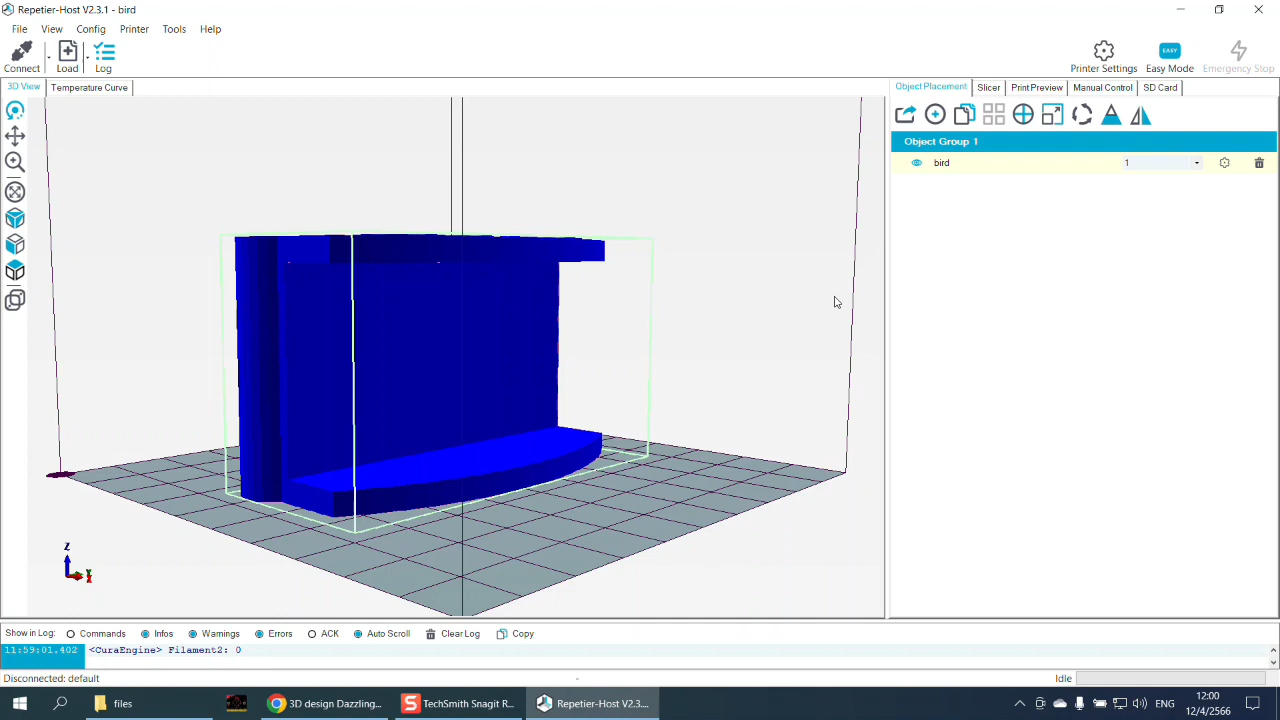 Repetier-Host V2.3.1 - bird
File View Config Printer Tools Help
Connect Load Log Printer Settings EASY Easy Mode Emergency Stop
3D View Temperature Curve Object Placement Slicer Print Preview Manual Control SD Card
Object Group 1
bird 1
Z
Show in Log: Commands Infos Warnings Errors ACK Auto Scroll Clear Log Copy
11:59:01.402 <CuraEngine> Filament2: 0
Disconnected: default - Idle
files 3D design Dazzling... TechSmith Snagit R... Repetier-Host V2.3.... ENG 12:00
12/4/2566